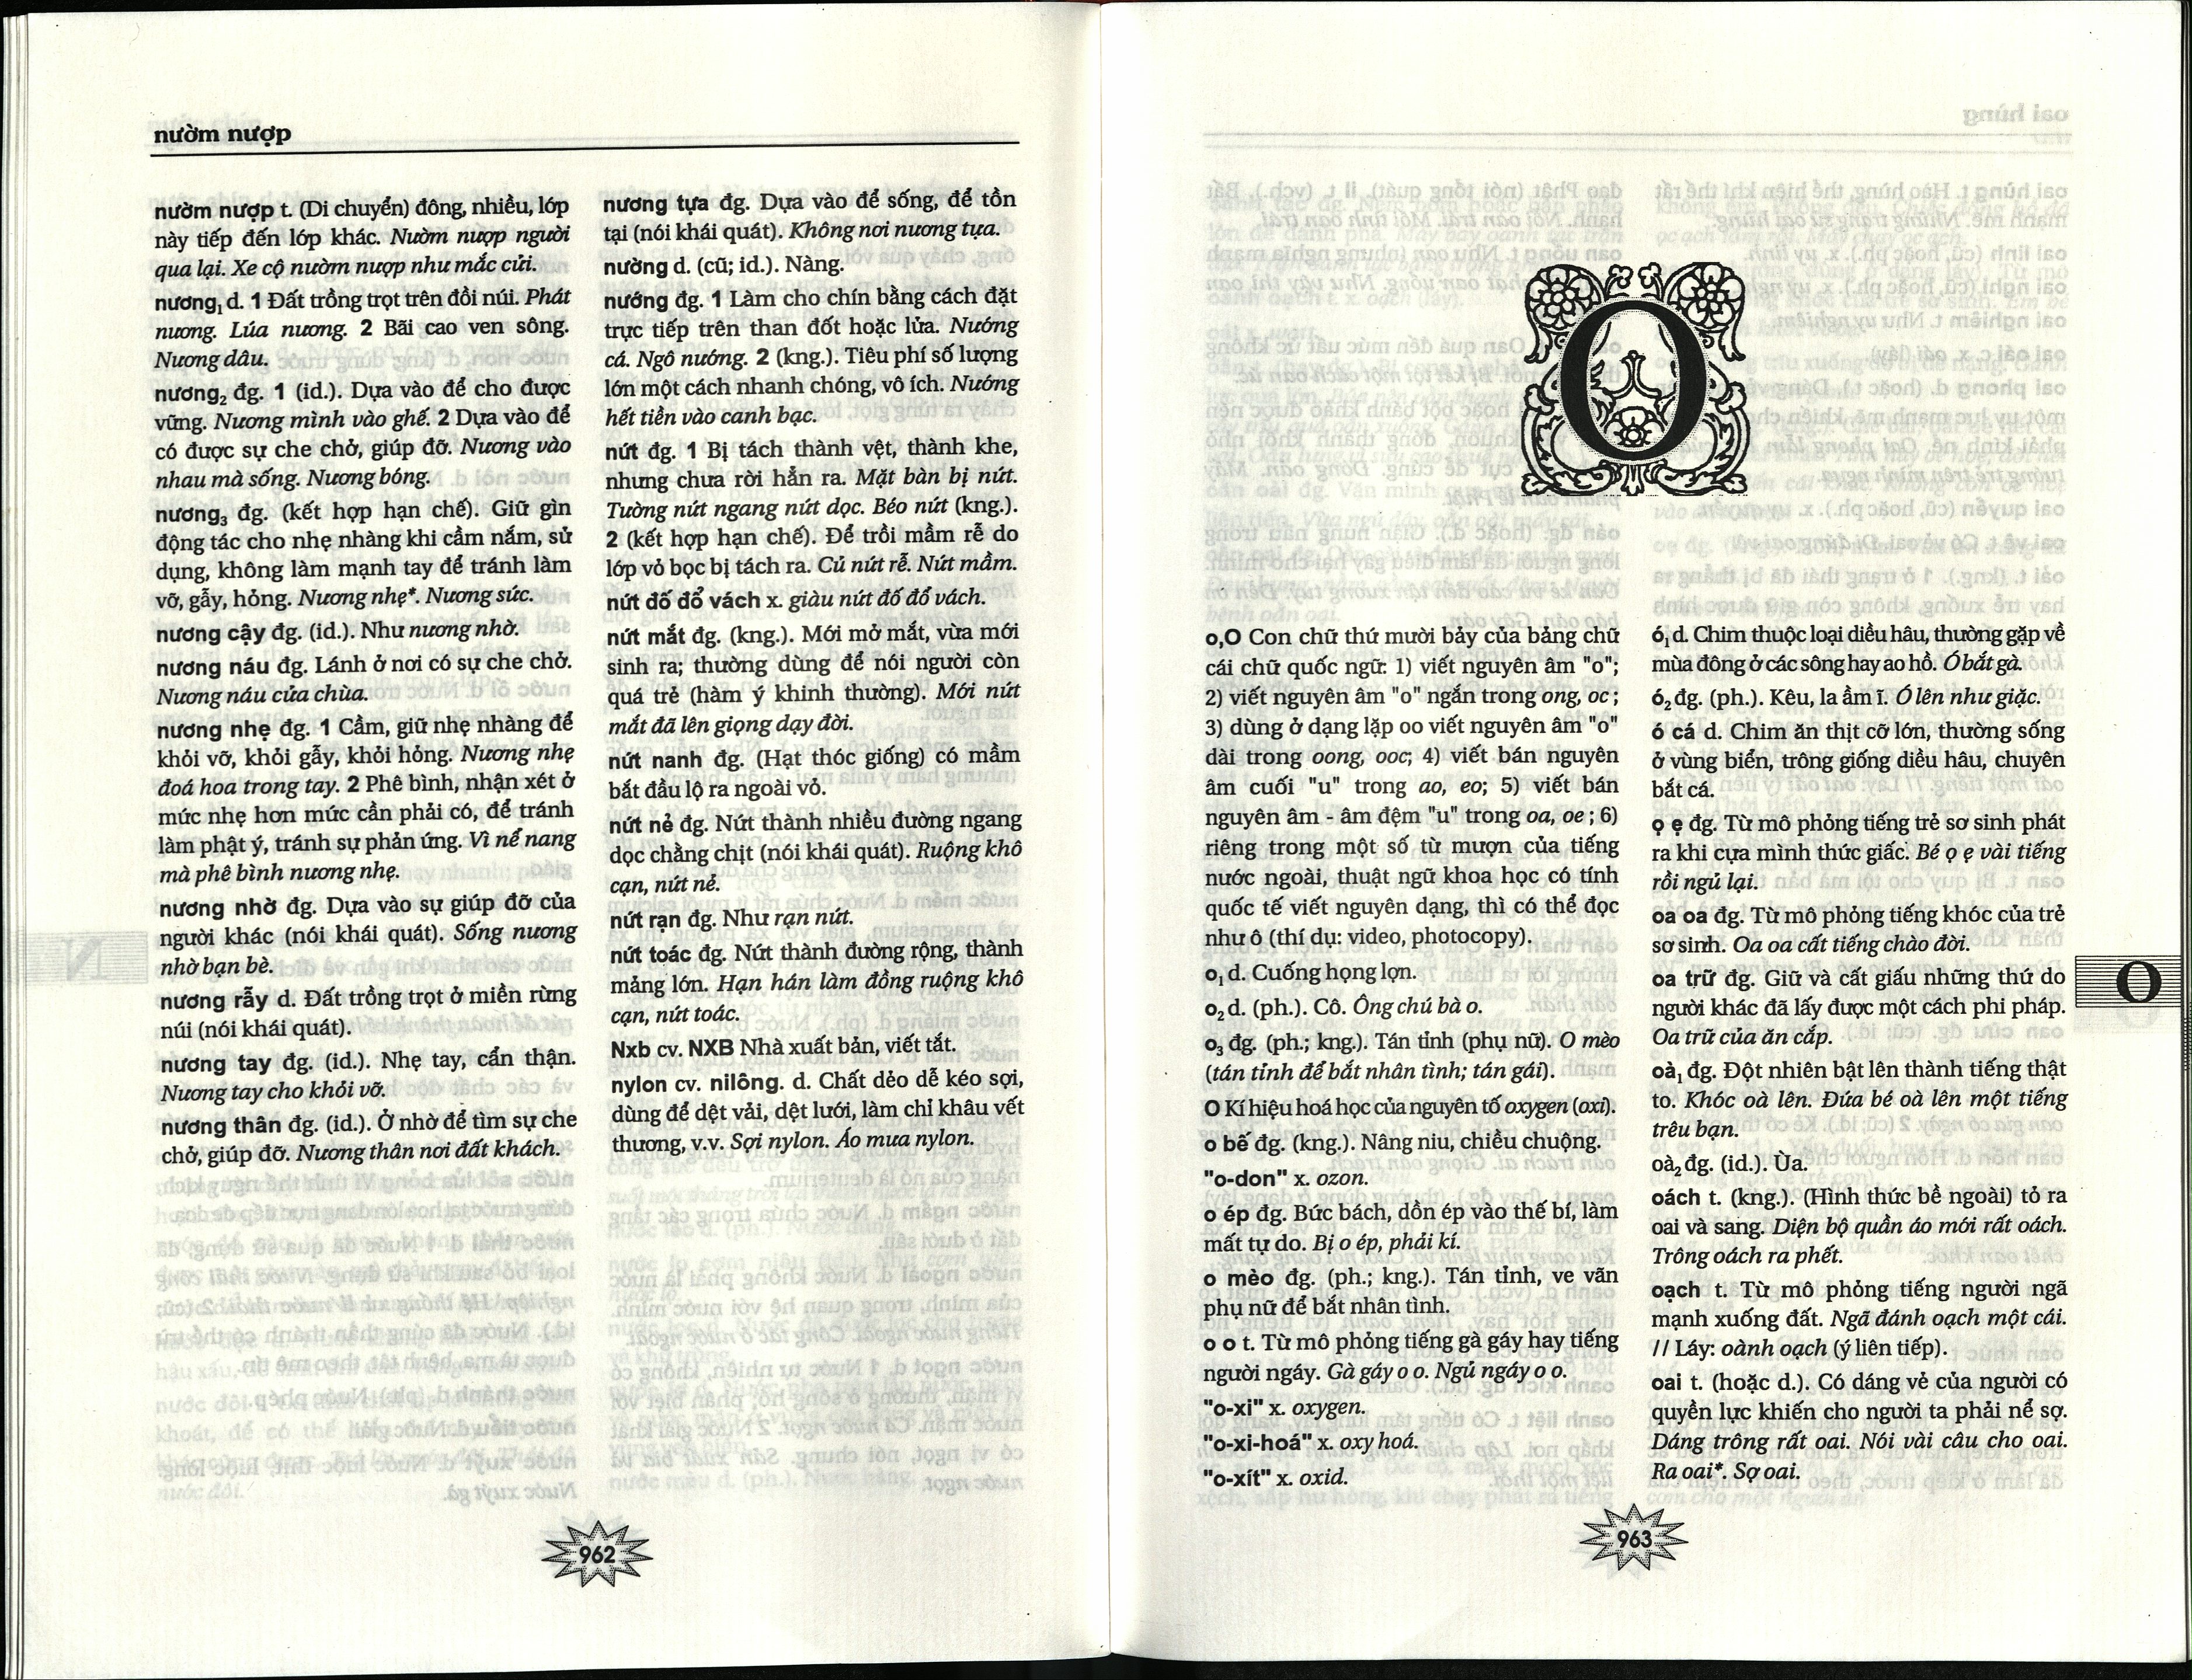 nườm nượp
nườm nượp t. (Di chuyển) đông, nhiều, lớp
này tiếp đến lớp khác. Nườm nượp người
qua lại. Xe cộ nườm nượp như mắc cửi.
nương₁ d. 1 Đất trồng trọt trên đồi núi. Phát
nương. Lúa nương. 2 Bãi cao ven sông.
Nương dâu.
nương₂ đg. 1 (id.). Dựa vào để cho được
vững. Nương mình vào ghế. 2 Dựa vào để
có được sự che chở, giúp đỡ. Nương vào
nhau mà sống. Nương bóng.
nương₃ đg. (kết hợp hạn chế). Giữ gìn
động tác cho nhẹ nhàng khi cầm nắm, sử
dụng, không làm mạnh tay để tránh làm
vỡ, gẫy, hỏng. Nương nhẹ*. Nương sức.
nương cậy đg. (id.). Như nương nhờ.
nương náu đg. Lánh ở nơi có sự che chở.
Nương náu cửa chùa.
nương nhẹ đg. 1 Cầm, giữ nhẹ nhàng để
khỏi vỡ, khỏi gẫy, khỏi hỏng. Nương nhẹ
đoá hoa trong tay. 2 Phê bình, nhận xét ở
mức nhẹ hơn mức cần phải có, để tránh
làm phật ý, tránh sự phản ứng. Vì nể nang
mà phê bình nương nhẹ.
nương nhờ đg. Dựa vào sự giúp đỡ của
người khác (nói khái quát). Sống nương
nhờ bạn bè.
nương rẫy d. Đất trồng trọt ở miền rừng
núi (nói khái quát).
nương tay đg. (id.). Nhẹ tay, cẩn thận.
Nương tay cho khỏi vỡ.
nương thân đg. (id.). Ở nhờ để tìm sự che
chở, giúp đỡ. Nương thân nơi đất khách.
nương tựa đg. Dựa vào để sống, để tồn
tại (nói khái quát). Không nơi nương tựa.
nường d. (cũ; id.). Nàng.
nướng đg. 1 Làm cho chín bằng cách đặt
trực tiếp trên than đốt hoặc lửa. Nướng
cá. Ngô nướng. 2 (kng.). Tiêu phí số lượng
lớn một cách nhanh chóng, vô ích. Nướng
hết tiền vào canh bạc.
nứt đg. 1 Bị tách thành vệt, thành khe,
nhưng chưa rời hẳn ra. Mặt bàn bị nứt.
Tường nứt ngang nứt dọc. Béo nứt (kng.).
2 (kết hợp hạn chế). Để trồi mầm rễ do
lớp vỏ bọc bị tách ra. Củ nứt rễ. Nứt mầm.
nứt đố đổ vách x. giàu nứt đố đổ vách.
nứt mắt đg. (kng.). Mới mở mắt, vừa mới
sinh ra; thường dùng để nói người còn
quá trẻ (hàm ý khinh thường). Mới nứt
mắt đã lên giọng dạy đời.
nứt nanh đg. (Hạt thóc giống) có mầm
bắt đầu lộ ra ngoài vỏ.
nứt nẻ đg. Nứt thành nhiều đường ngang
dọc chằng chịt (nói khái quát). Ruộng khô
cạn, nứt nẻ.
nứt rạn đg. Như rạn nứt.
nứt toác đg. Nứt thành đường rộng, thành
mảng lớn. Hạn hán làm đồng ruộng khô
cạn, nứt toác.
Nxb cv. NXB Nhà xuất bản, viết tắt.
nylon cv. nilông. d. Chất dẻo dễ kéo sợi,
dùng để dệt vải, dệt lưới, làm chỉ khâu vết
thương, v.v. Sợi nylon. Áo mưa nylon.
962
O
o,O Con chữ thứ mười bảy của bảng chữ
cái chữ quốc ngữ: 1) viết nguyên âm "o";
2) viết nguyên âm "o" ngắn trong ong, oc ;
3) dùng ở dạng lặp oo viết nguyên âm "o"
dài trong oong, ooc; 4) viết bán nguyên
âm cuối "u" trong ao, eo; 5) viết bán
nguyên âm - âm đệm "u" trong oa, oe ; 6)
riêng trong một số từ mượn của tiếng
nước ngoài, thuật ngữ khoa học có tính
quốc tế viết nguyên dạng, thì có thể đọc
như ô (thí dụ: video, photocopy).
o₁ d. Cuống họng lợn.
o₂ d. (ph.). Cô. Ông chú bà o.
o₃ đg. (ph.; kng.). Tán tỉnh (phụ nữ). O mèo
(tán tỉnh để bắt nhân tình; tán gái).
O Kí hiệu hoá học của nguyên tố oxygen (oxi).
o bế đg. (kng.). Nâng niu, chiều chuộng.
"o-don" x. ozon.
o ép đg. Bức bách, dồn ép vào thế bí, làm
mất tự do. Bị o ép, phải kí.
o mèo đg. (ph.; kng.). Tán tỉnh, ve vãn
phụ nữ để bắt nhân tình.
o o t. Từ mô phỏng tiếng gà gáy hay tiếng
người ngáy. Gà gáy o o. Ngủ ngáy o o.
"o-xi" x. oxygen.
"o-xi-hoá" x. oxy hoá.
"o-xít" x. oxid.
ó₁ d. Chim thuộc loại diều hâu, thường gặp về
mùa đông ở các sông hay ao hồ. Ó bắt gà.
ó₂ đg. (ph.). Kêu, la ầm ĩ. Ó lên như giặc.
ó cá d. Chim ăn thịt cỡ lớn, thường sống
ở vùng biển, trông giống diều hâu, chuyên
bắt cá.
ọ ẹ đg. Từ mô phỏng tiếng trẻ sơ sinh phát
ra khi cựa mình thức giấc. Bé ọ ẹ vài tiếng
rồi ngủ lại.
oa oa đg. Từ mô phỏng tiếng khóc của trẻ
sơ sinh. Oa oa cất tiếng chào đời.
oa trữ đg. Giữ và cất giấu những thứ do
người khác đã lấy được một cách phi pháp.
Oa trữ của ăn cắp.
oà₁ đg. Đột nhiên bật lên thành tiếng thật
to. Khóc oà lên. Đứa bé oà lên một tiếng
trêu bạn.
oà₂ đg. (id.). Ùa.
oách t. (kng.). (Hình thức bề ngoài) tỏ ra
oai và sang. Diện bộ quần áo mới rất oách.
Trông oách ra phết.
oạch t. Từ mô phỏng tiếng người ngã
mạnh xuống đất. Ngã đánh oạch một cái.
// Láy: oành oạch (ý liên tiếp).
oai t. (hoặc d.). Có dáng vẻ của người có
quyền lực khiến cho người ta phải nể sợ.
Dáng trông rất oai. Nói vài câu cho oai.
Ra oai*. Sợ oai.
O
963